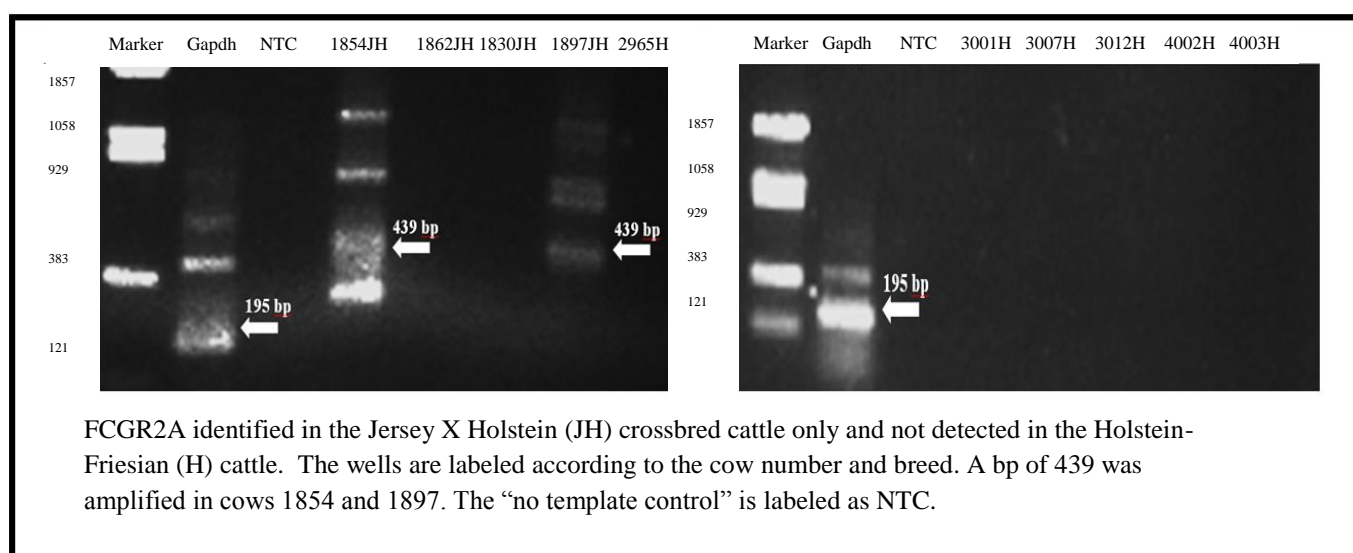 Marker Gapdh NTC 1854JH 1862JH 1830JH 1897JH 2965H
1857
1058
929
383
121
439 bp
439 bp
195 bp
Marker Gapdh NTC 3001H 3007H 3012H 4002H 4003H
1857
1058
929
383
121
195 bp
FCGR2A identified in the Jersey X Holstein (JH) crossbred cattle only and not detected in the Holstein-
Friesian (H) cattle. The wells are labeled according to the cow number and breed. A bp of 439 was
amplified in cows 1854 and 1897. The “no template control” is labeled as NTC.